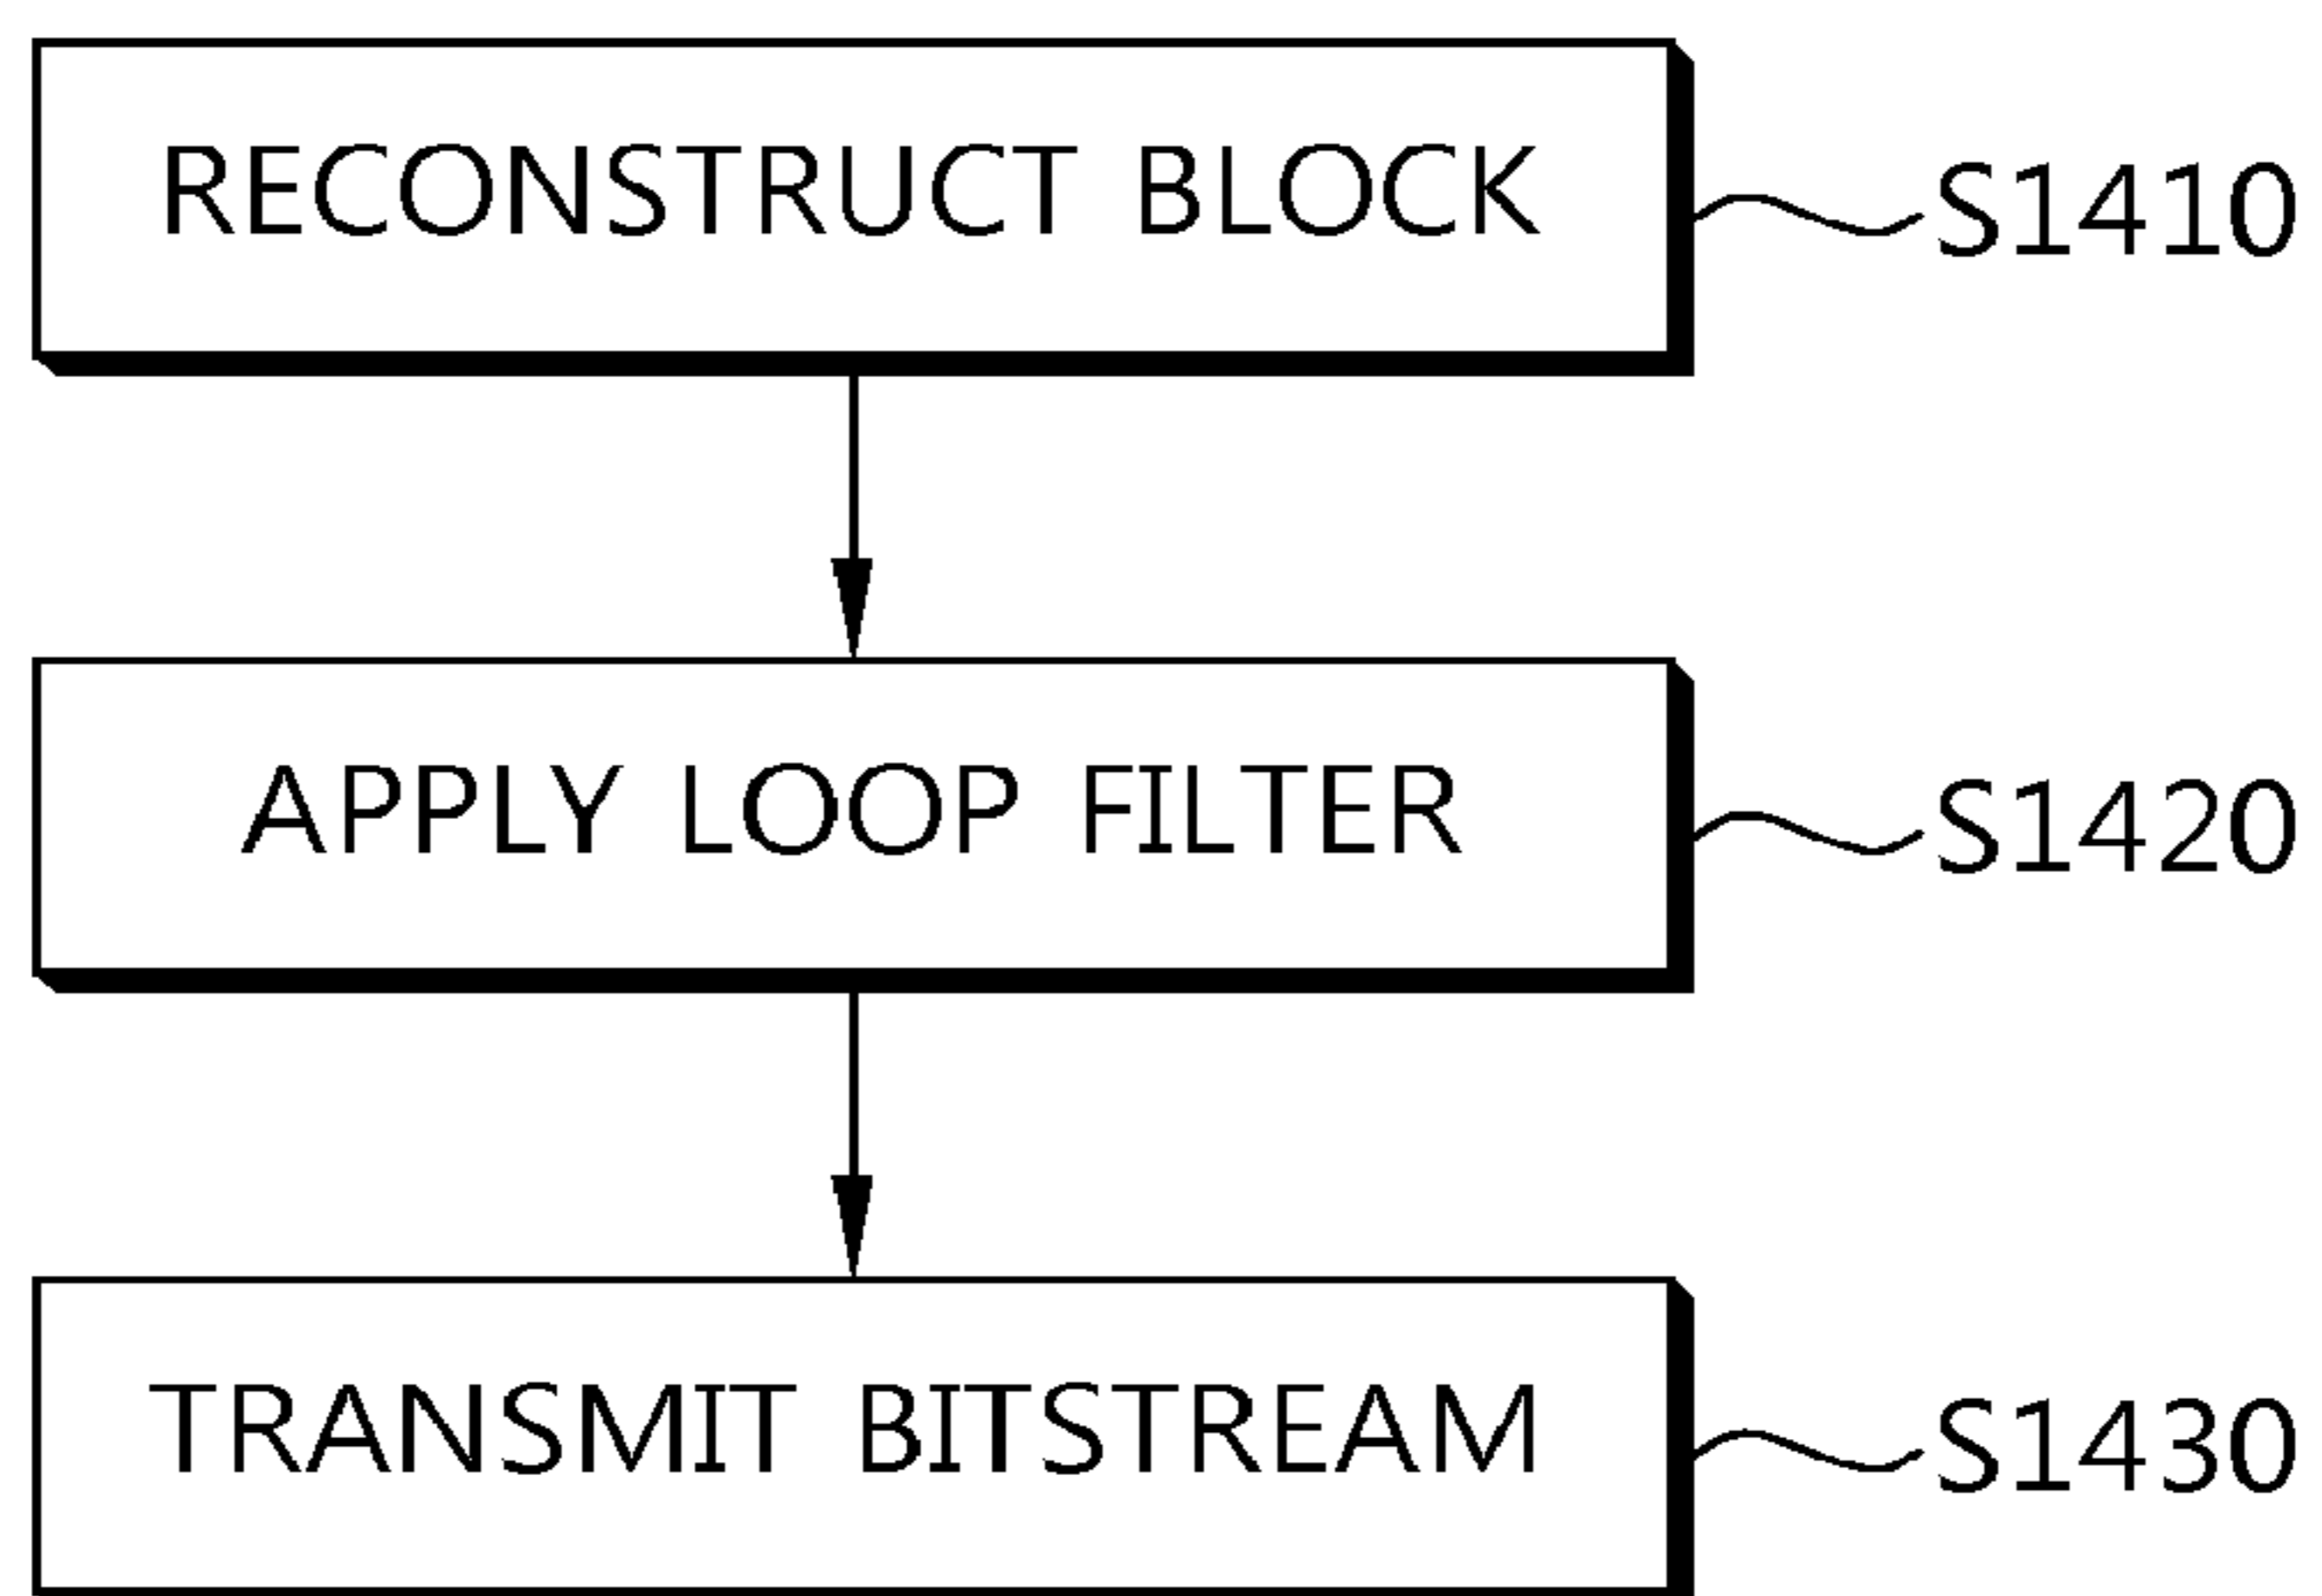 RECONSTRUCT BLOCK
S1410
APPLY LOOP FILTER
S1420
TRANSMIT BITSTREAM
S1430